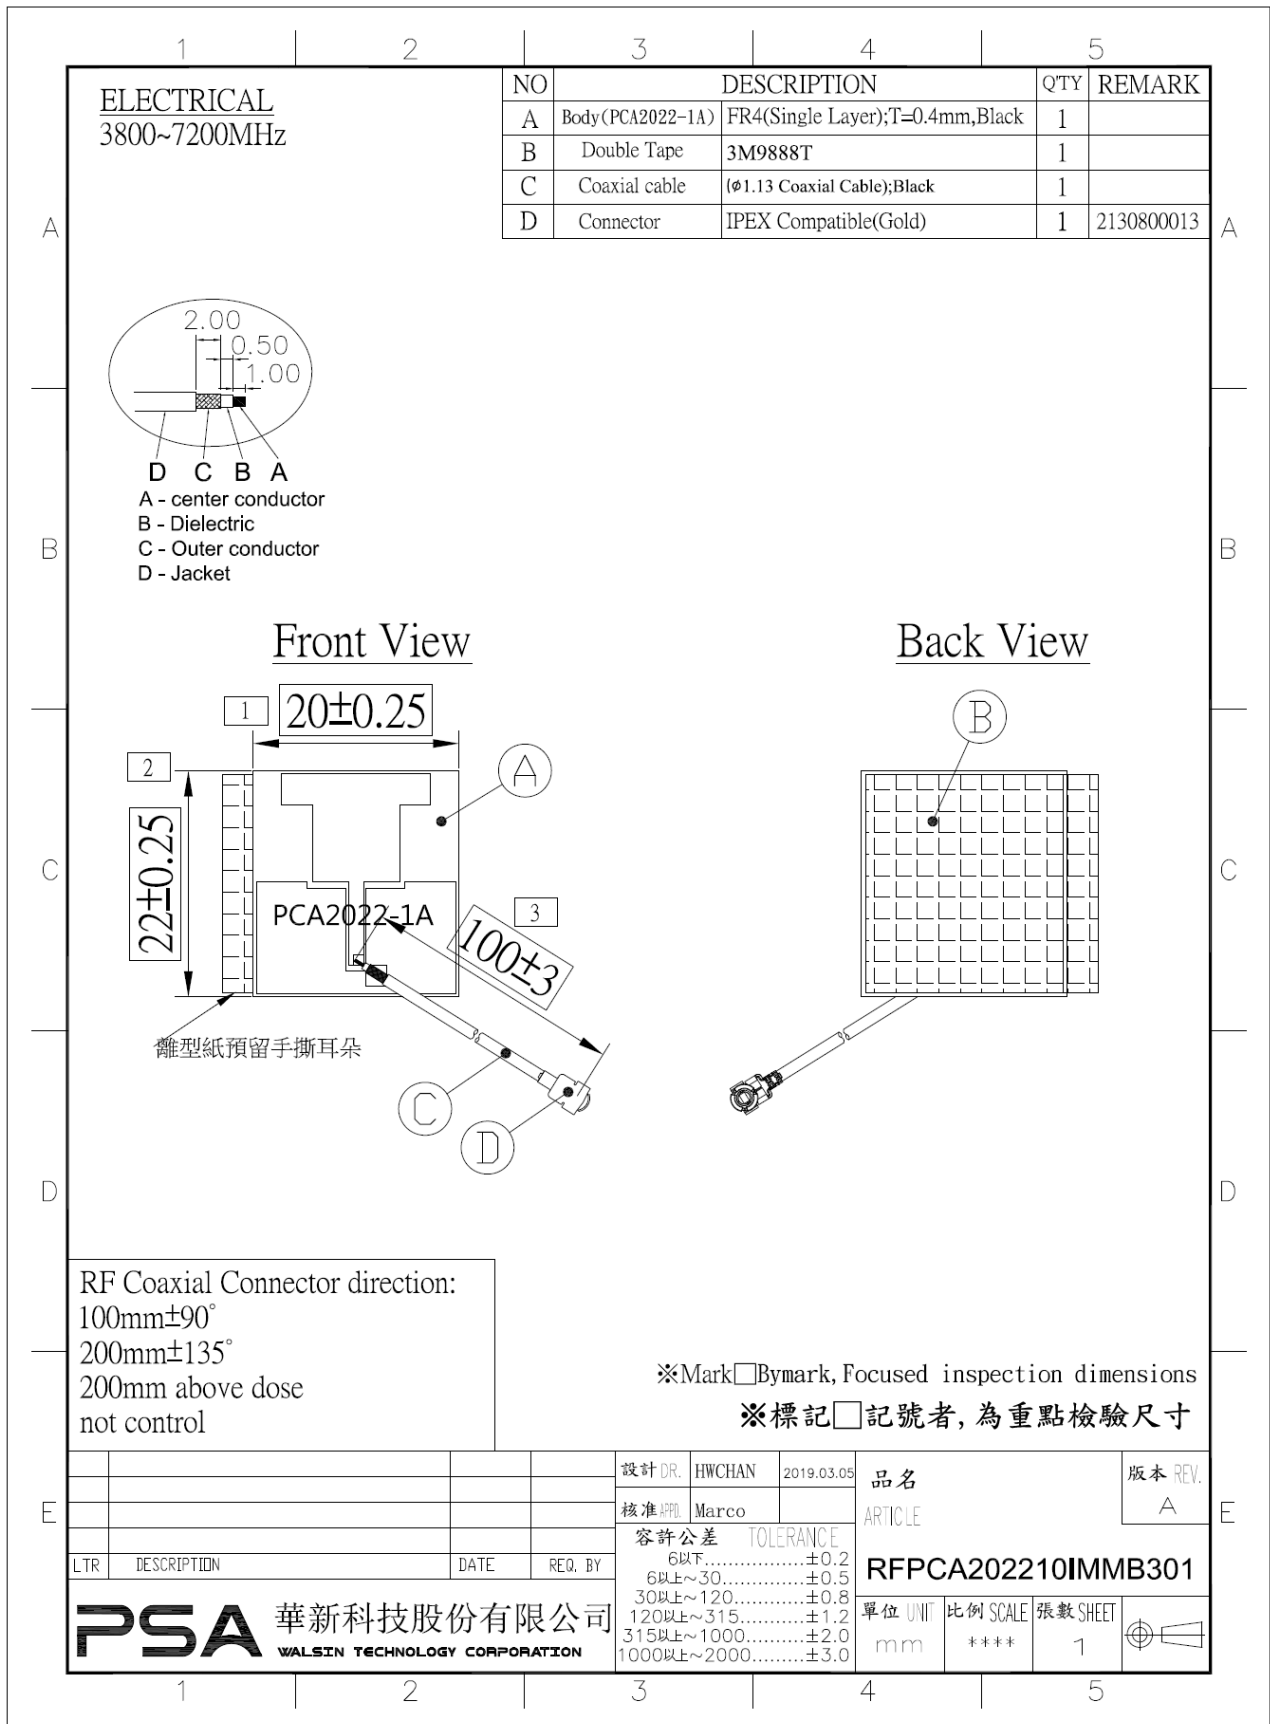 1 2 3 4 5
ELECTRICAL
3800~7200MHz
NO DESCRIPTION Q'TY REMARK
A Body(PCA2022-1A) FR4(Single Layer);T=0.4mm,Black 1
B Double Tape 3M9888T 1
C Coaxial cable (φ1.13 Coaxial Cable);Black 1
D Connector IPEX Compatible(Gold) 1 2130800013
A A
2.00
0.50
1.00
D C B A
A - center conductor
B - Dielectric
C - Outer conductor
D - Jacket
B B
Front View
Back View
1 20±0.25
B
2
A
22±0.25
C C
PCA2022-1A
3
100±3
離型紙預留手撕耳朵
C
D
D D
RF Coaxial Connector direction:
100mm±90°
200mm±135°
200mm above dose
not control
※Mark□Bymark, Focused inspection dimensions
※標記□記號者, 為重點檢驗尺寸
E E
LTR DESCRIPTION DATE REQ. BY
設計 DR. HWCHAN 2019.03.05
核准 APPD. Marco
容許公差 TOLERANCE
6以下.................±0.2
6以上~30..............±0.5
30以上~120............±0.8
120以上~315...........±1.2
315以上~1000..........±2.0
1000以上~2000.........±3.0
品名
ARTICLE
版本 REV.
A
RFPCA202210IMMB301
單位 UNIT 比例 SCALE 張數 SHEET
mm **** 1
PSA 華新科技股份有限公司
WALSIN TECHNOLOGY CORPORATION
1 2 3 4 5